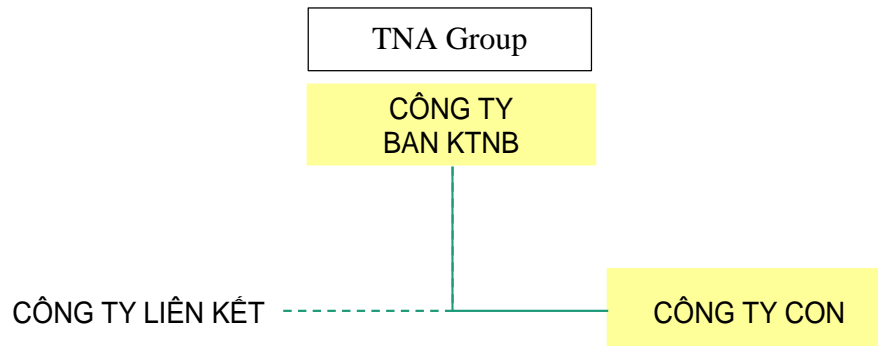 TNA Group
CÔNG TY
BAN KTNB
CÔNG TY LIÊN KẾT
CÔNG TY CON